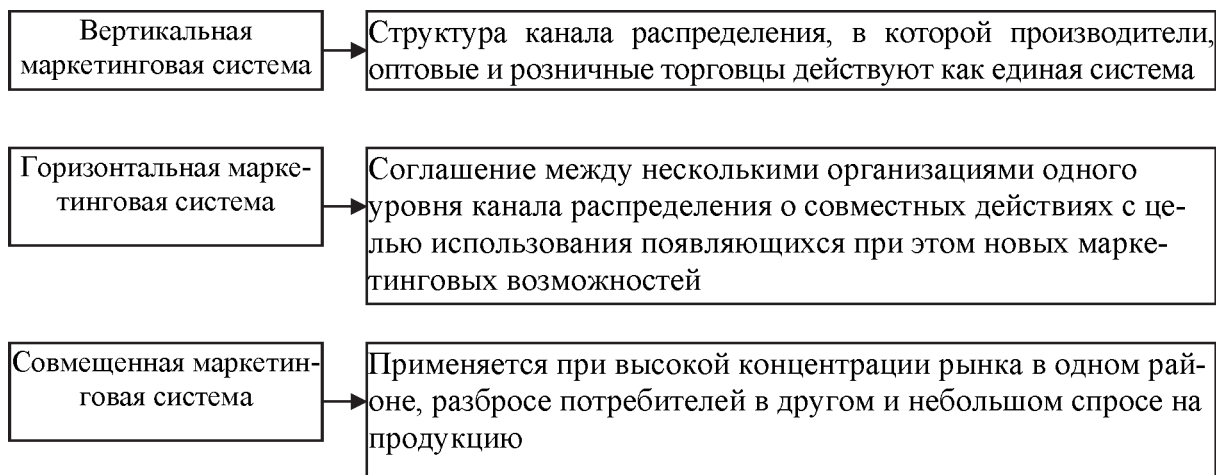 Вертикальная
маркетинговая система
Структура канала распределения, в которой производители,
оптовые и розничные торговцы действуют как единая система
Горизонтальная марке-
тинговая система
Соглашение между несколькими организациями одного
уровня канала распределения о совместных действиях с це-
лью использования появляющихся при этом новых марке-
тинговых возможностей
Совмещенная маркетин-
говая система
Применяется при высокой концентрации рынка в одном рай-
оне, разбросе потребителей в другом и небольшом спросе на
продукцию